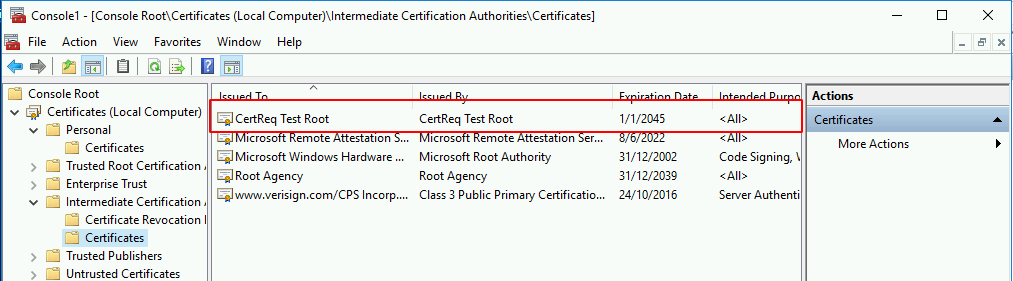 Console1 - [Console Root\Certificates (Local Computer)\Intermediate Certification Authorities\Certificates]
File Action View Favorites Window Help
Console Root
Certificates (Local Computer)
Personal
Certificates
Trusted Root Certification
Enterprise Trust
Intermediate Certification
Certificate Revocation
Certificates
Trusted Publishers
Untrusted Certificates
Issued To Issued By Expiration Date Intended Purpo
CertReq Test Root CertReq Test Root 1/1/2045 <All>
Microsoft Remote Attestation S... Microsoft Remote Attestation Ser... 8/6/2022 <All>
Microsoft Windows Hardware ... Microsoft Root Authority 31/12/2002 Code Signing,
Root Agency Root Agency 31/12/2039 <All>
www.verisign.com/CPS Incorp.... Class 3 Public Primary Certificatio... 24/10/2016 Server Authenti
Actions
Certificates
More Actions